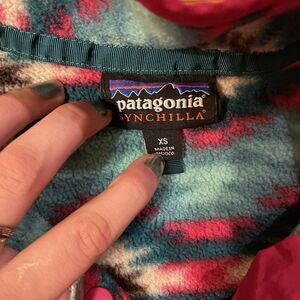 patagonia®
SYNCHILLA®
XS
MADE IN
MEXICO